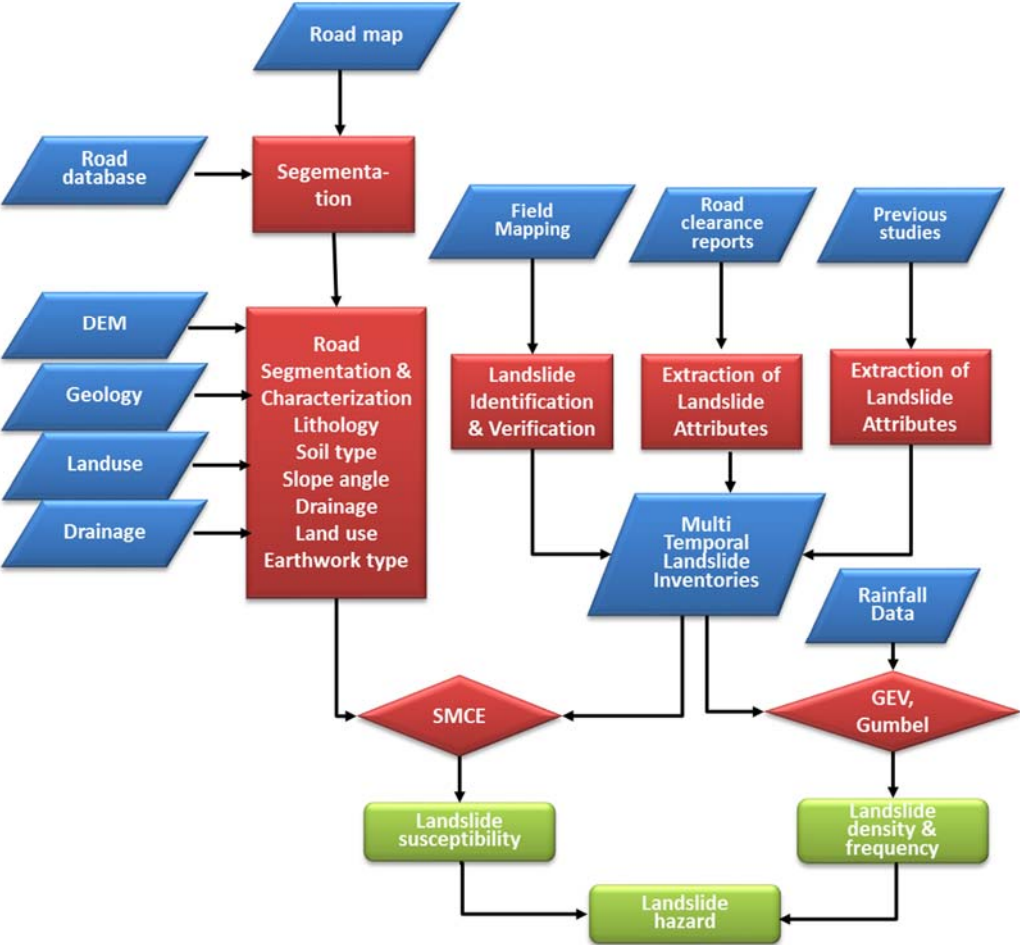 Road map
Road
database
Segementa-
tion
Field
Mapping
Road
clearance
reports
Previous
studies
DEM
Geology
Landuse
Drainage
Road
Segmentation &
Characterization
Lithology
Soil type
Slope angle
Drainage
Land use
Earthwork type
Landslide
Identification
& Verification
Extraction of
Landslide
Attributes
Extraction of
Landslide
Attributes
Multi
Temporal
Landslide
Inventories
Rainfall
Data
SMCE
GEV,
Gumbel
Landslide
susceptibility
Landslide
density &
frequency
Landslide
hazard